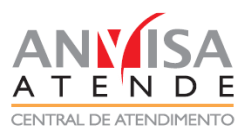 ANVISA
ATENDE
CENTRAL DE ATENDIMENTO